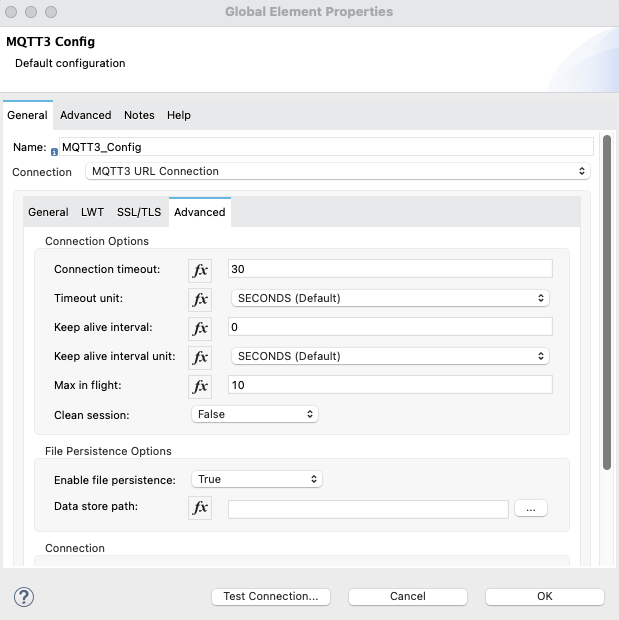 Global Element Properties
MQTT3 Config
Default configuration
General Advanced Notes Help
Name: MQTT3_Config
Connection MQTT3 URL Connection
General LWT SSL/TLS Advanced
Connection Options
Connection timeout: fx 30
Timeout unit: fx SECONDS (Default)
Keep alive interval: fx 0
Keep alive interval unit: fx SECONDS (Default)
Max in flight: fx 10
Clean session: False
File Persistence Options
Enable file persistence: True
Data store path: fx ...
Connection
? Test Connection... Cancel OK